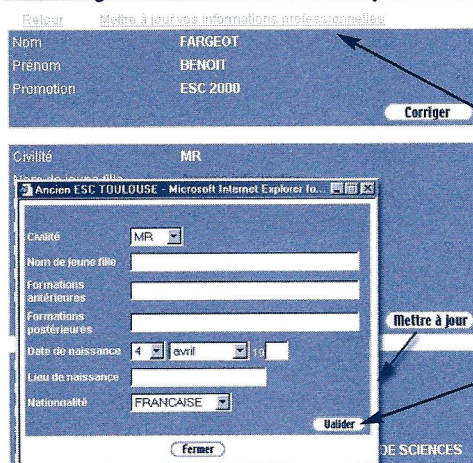 Retour Mettre à jour vos informations professionnelles
Nom FARGEOT
Prénom BENOIT
Promotion ESC 2000
Corriger
Civilité MR
Ancien ESC TOULOUSE - Microsoft Internet Explorer fo...
Civilité MR
Nom de jeune fille
Formations
antérieures
Formations
postérieures
Mettre à jour
Date de naissance 4 avril 19
Lieu de naissance
Nationnalité FRANCAISE
Valider
Fermer
DE SCIENCES